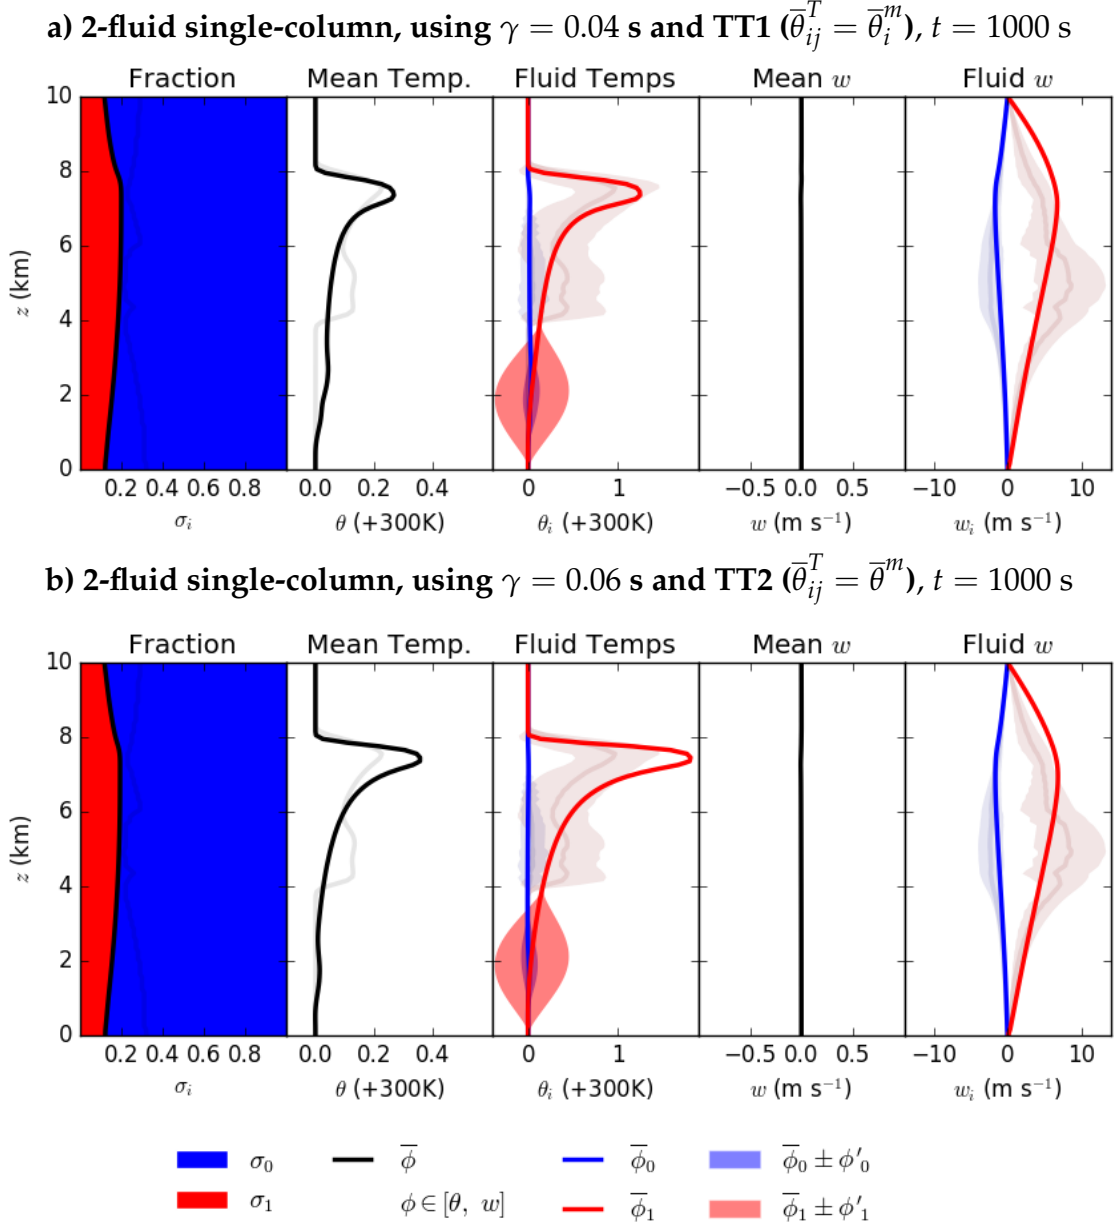 a) 2-fluid single-column, using γ = 0.04 s and TT1 (θ̅ᵀᵢⱼ = θ̅ᵐᵢ), t = 1000 s
Fraction Mean Temp. Fluid Temps Mean w Fluid w
10
8
6
4
2
0
z (km)
0.2 0.4 0.6 0.8 0.0 0.2 0.4 0 1 −0.5 0.0 0.5 −10 0 10
σᵢ θ (+300K) θᵢ (+300K) w (m s⁻¹) wᵢ (m s⁻¹)
b) 2-fluid single-column, using γ = 0.06 s and TT2 (θ̅ᵀᵢⱼ = θ̅ᵐ), t = 1000 s
Fraction Mean Temp. Fluid Temps Mean w Fluid w
10
8
6
4
2
0
z (km)
0.2 0.4 0.6 0.8 0.0 0.2 0.4 0 1 −0.5 0.0 0.5 −10 0 10
σᵢ θ (+300K) θᵢ (+300K) w (m s⁻¹) wᵢ (m s⁻¹)
σ₀ ϕ̅ ϕ̅₀ ϕ̅₀ ± ϕ′₀
σ₁ ϕ ∈ [θ, w] ϕ̅₁ ϕ̅₁ ± ϕ′₁